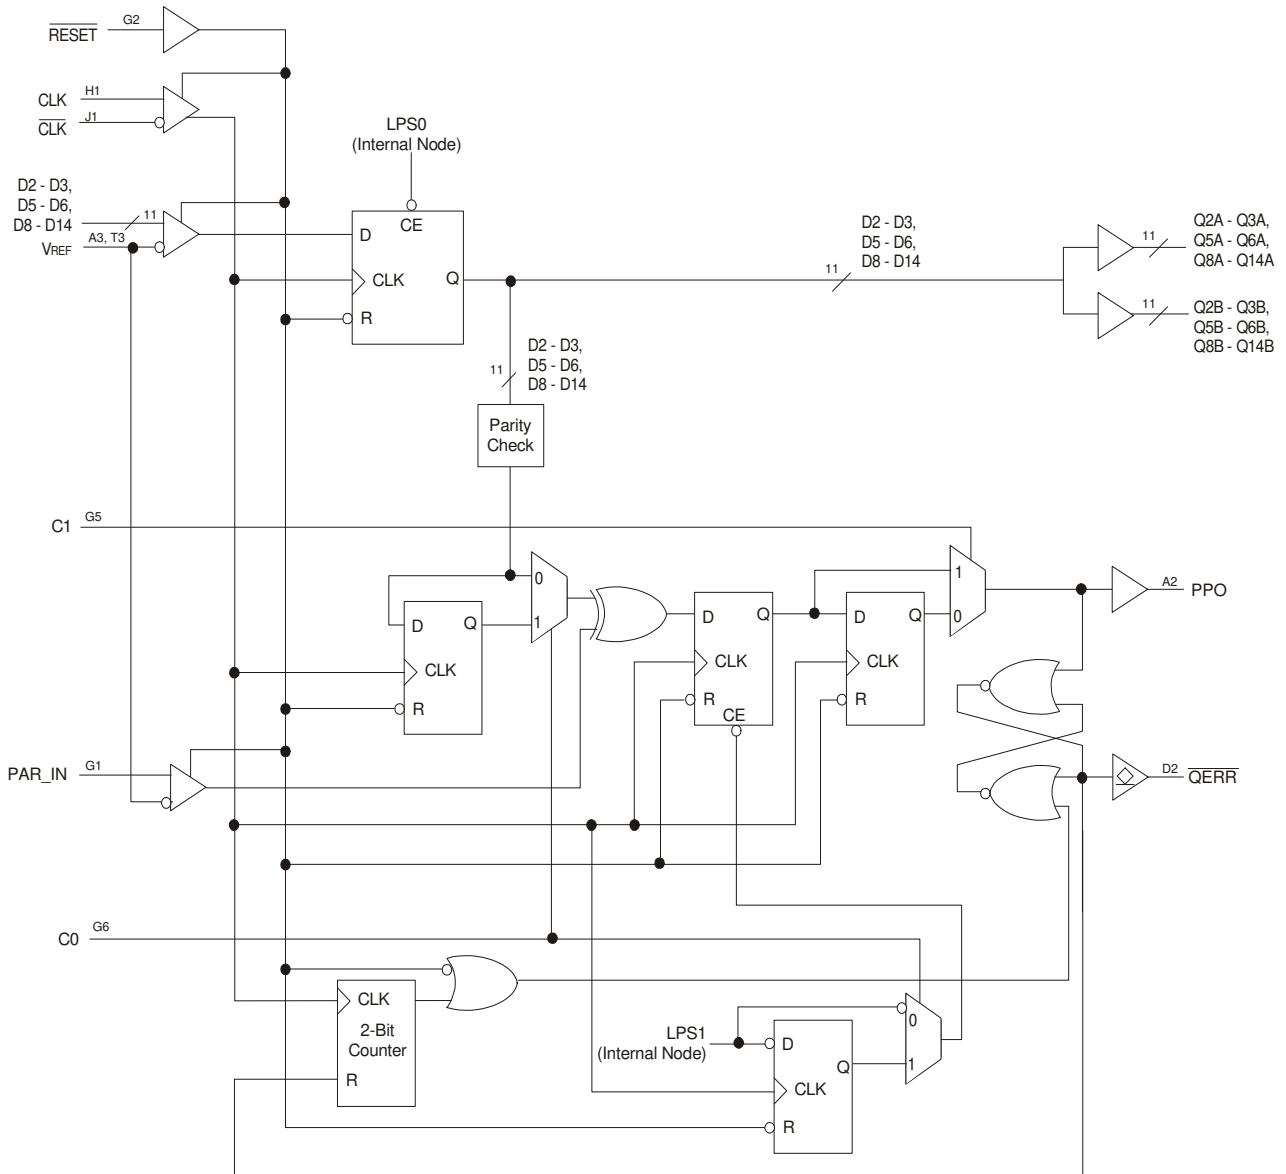 RESET G2
CLK H1
CLK J1
LPS0
(Internal Node)
D2 - D3,
D5 - D6,
D8 - D14
11
VREF A3, T3
CE
D
CLK
Q
R
D2 - D3,
D5 - D6,
D8 - D14
11
11
Q2A - Q3A,
Q5A - Q6A,
Q8A - Q14A
11
Q2B - Q3B,
Q5B - Q6B,
Q8B - Q14B
D2 - D3,
D5 - D6,
D8 - D14
11
Parity
Check
C1 G5
0
1
D
Q
CLK
R
D
Q
CLK
R
CE
D
Q
CLK
R
1
0
A2 PPO
PAR_IN G1
D2 QERR
C0 G6
CLK
2-Bit
Counter
R
LPS1
(Internal Node)
D
Q
CLK
R
0
1